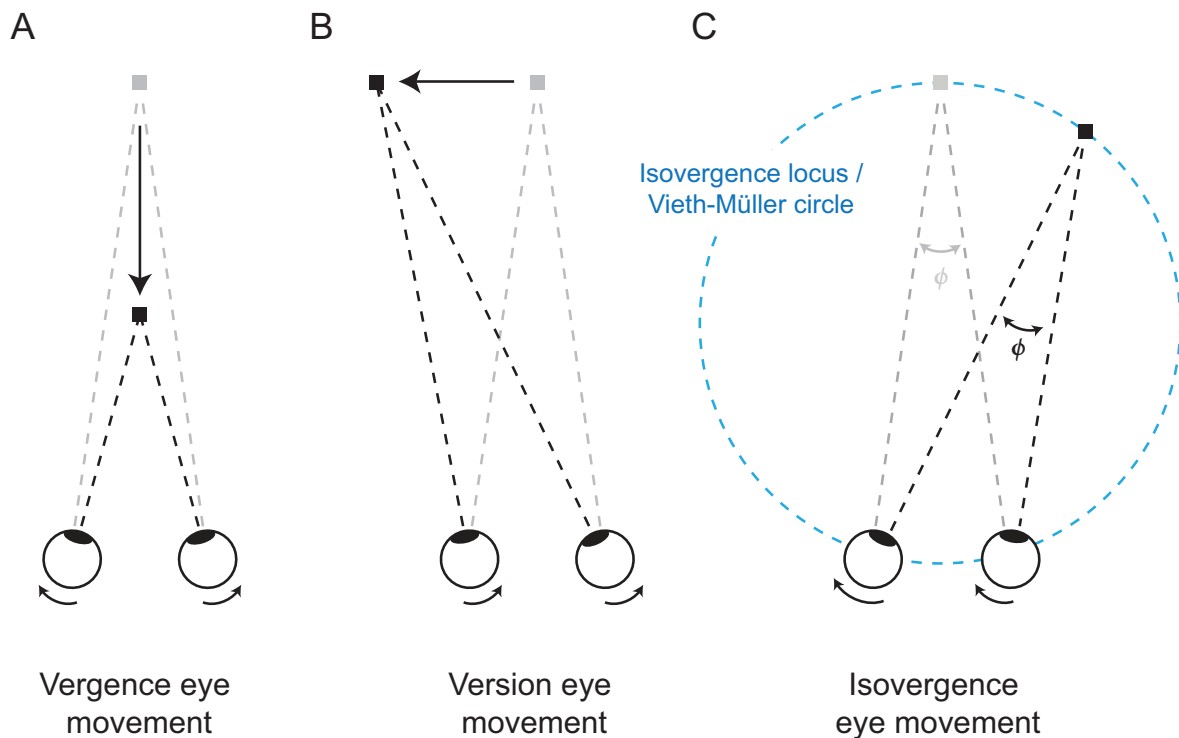 A
B
C
Isovergence locus /
Vieth-Müller circle
ϕ
ϕ
Vergence eye
movement
Version eye
movement
Isovergence
eye movement